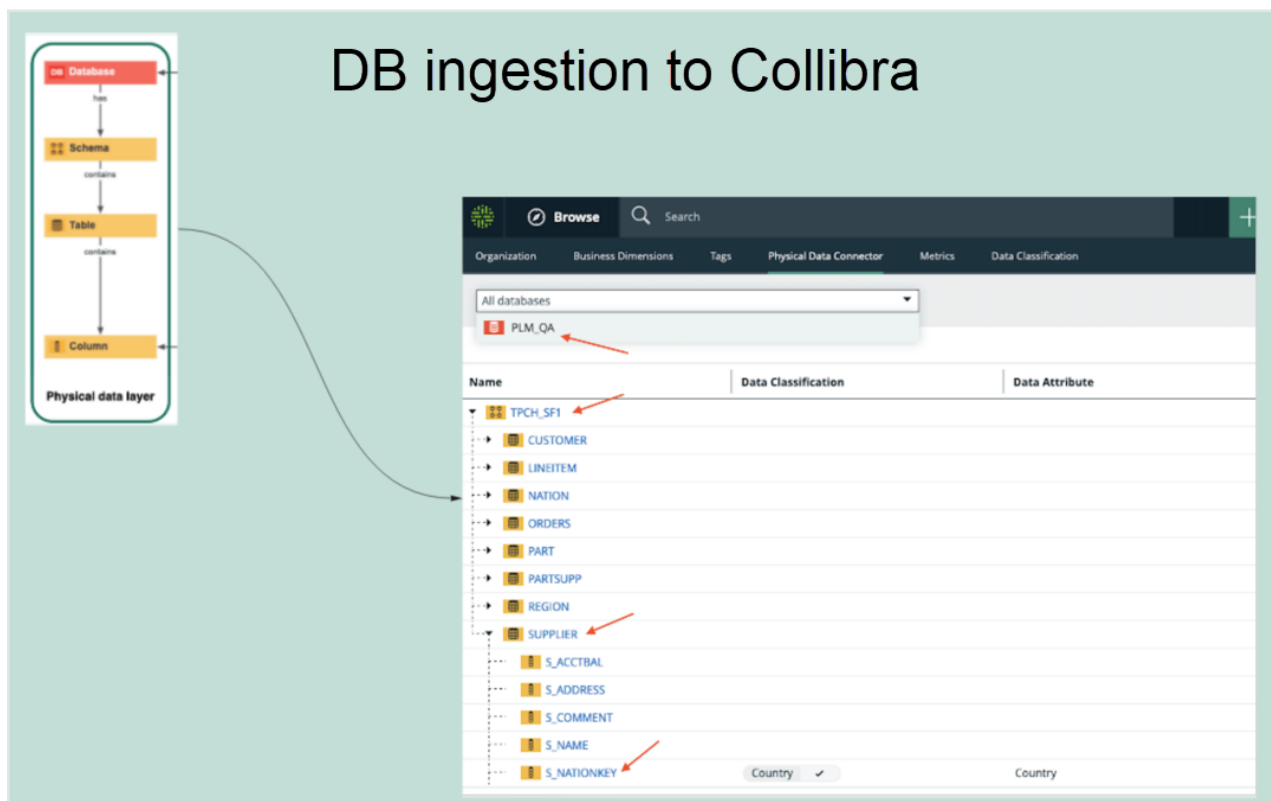 DB ingestion to Collibra
DB Database
has
Schema
contains
Table
contains
Column
Physical data layer
Browse
Search
Organization Business Dimensions Tags Physical Data Connector Metrics Data Classification
All databases
PLM_QA
Name Data Classification Data Attribute
TPCH_SF1
CUSTOMER
LINEITEM
NATION
ORDERS
PART
PARTSUPP
REGION
SUPPLIER
S_ACCTBAL
S_ADDRESS
S_COMMENT
S_NAME
S_NATIONKEY Country Country